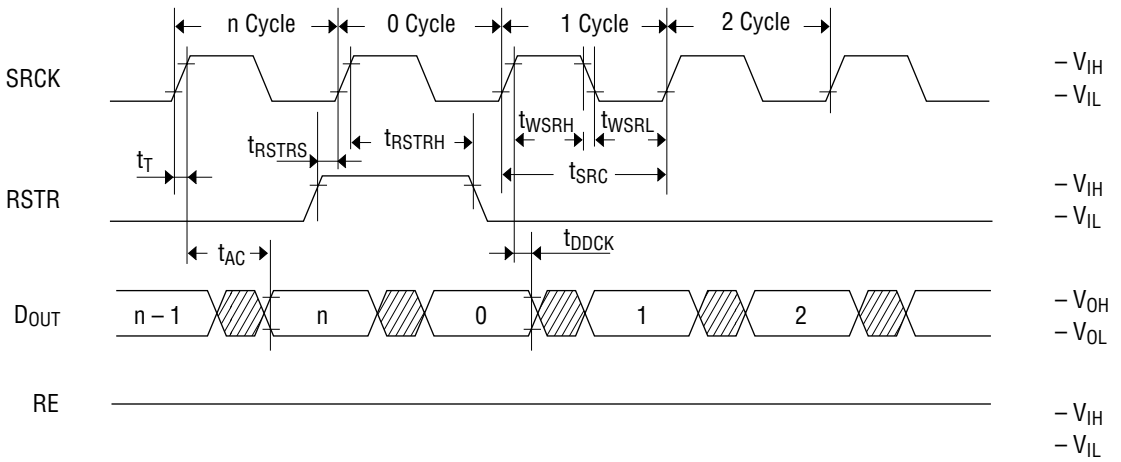 n Cycle 0 Cycle 1 Cycle 2 Cycle
SRCK
– VIH
– VIL
tWSRH tWSRL
tRSTRS tRSTRH
tT
tSRC
RSTR
– VIH
– VIL
tAC
tDDCK
DOUT
n – 1 n 0 1 2
– VOH
– VOL
RE
– VIH
– VIL